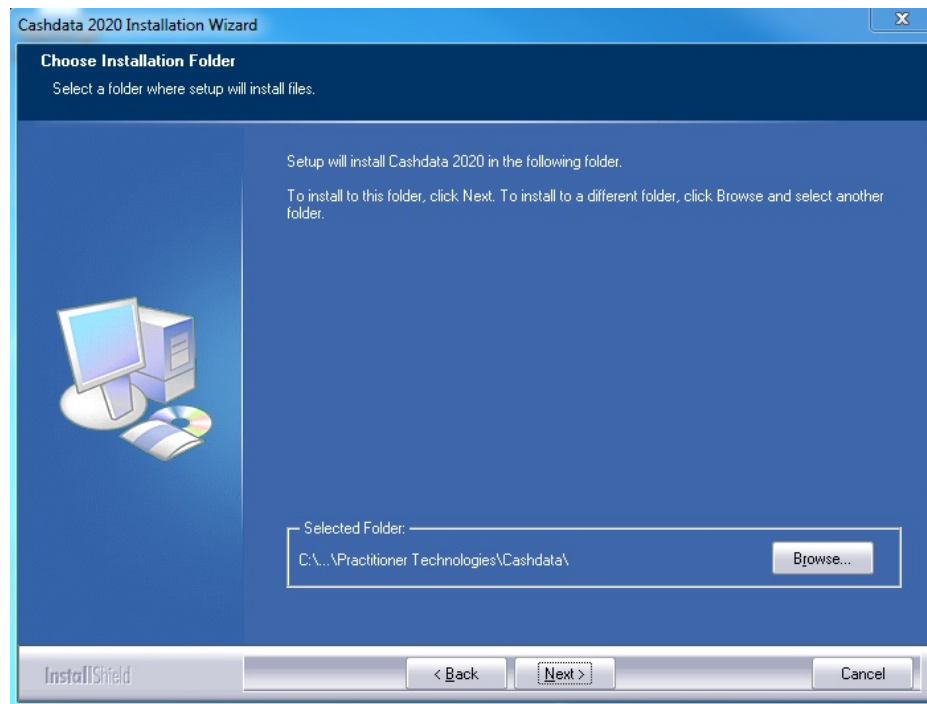 Cashdata 2020 Installation Wizard
Choose Installation Folder
Select a folder where setup will install files.
Setup will install Cashdata 2020 in the following folder.
To install to this folder, click Next. To install to a different folder, click Browse and select another
folder.
Selected Folder:
C:\...\Practitioner Technologies\Cashdata\
Browse...
InstallShield
< Back
Next >
Cancel